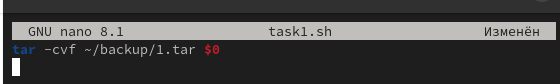 GNU nano 8.1 task1.sh Изменён
tar -cvf ~/backup/1.tar $0